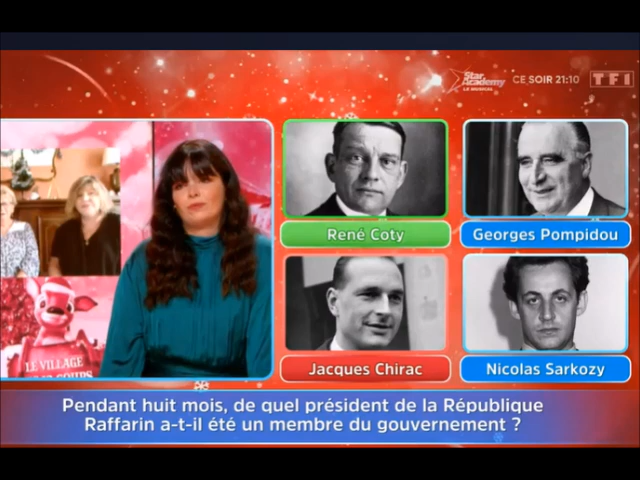 Star
Academy
LE MUSICAL
CE SOIR 21:10
TF1
René Coty
Georges Pompidou
Jacques Chirac
Nicolas Sarkozy
LE VILLAGE
Pendant huit mois, de quel président de la République
Raffarin a-t-il été un membre du gouvernement ?